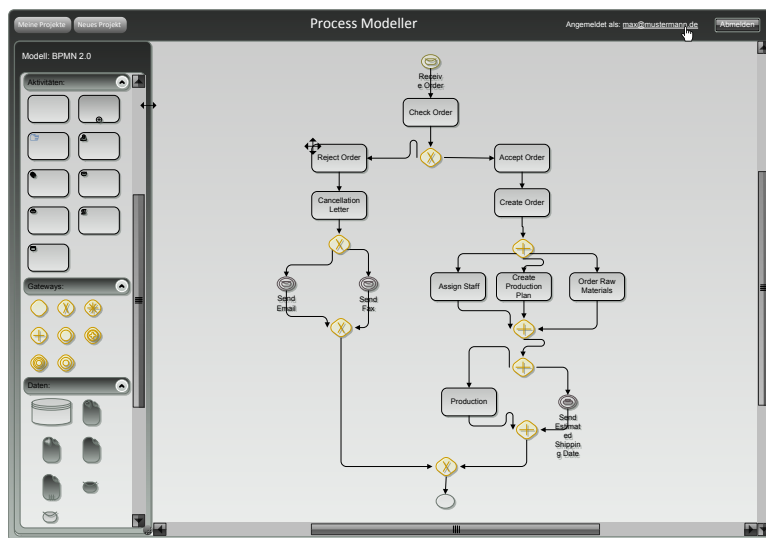 Meine Projekte
Neues Projekt
Process Modeller
Angemeldet als: max@mustermann.de
Abmelden
Modell: BPMN 2.0
Aktivitäten:
Gateways:
Daten:
Receiv
e Order
Check Order
Reject Order
Accept Order
Cancellation
Letter
Create Order
Send
Email
Send
Fax
Assign Staff
Create
Production
Plan
Order Raw
Materials
Production
Send
Estimat
ed
Shippin
g Date